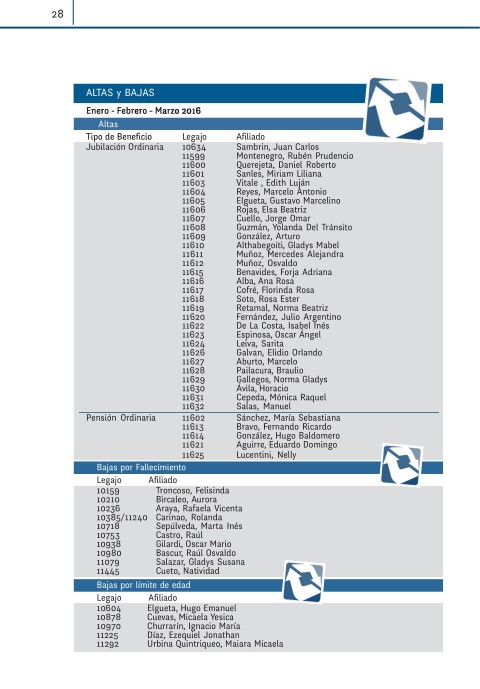 28
ALTAS y BAJAS
Enero - Febrero - Marzo 2016
Altas
Tipo de Beneficio Legajo Afiliado
Jubilación Ordinaria 10634 Sambrin, Juan Carlos
11599 Montenegro, Rubén Prudencio
11600 Querejeta, Daniel Roberto
11601 Sanles, Miriam Liliana
11603 Vitale , Edith Luján
11604 Reyes, Marcelo Antonio
11605 Elgueta, Gustavo Marcelino
11606 Rojas, Elsa Beatriz
11607 Cuello, Jorge Omar
11608 Guzmán, Yolanda Del Tránsito
11609 González, Arturo
11610 Althabegoiti, Gladys Mabel
11611 Muñoz, Mercedes Alejandra
11612 Muñoz, Osvaldo
11615 Benavides, Forja Adriana
11616 Alba, Ana Rosa
11617 Cofré, Florinda Rosa
11618 Soto, Rosa Ester
11619 Retamal, Norma Beatriz
11620 Fernández, Julio Argentino
11622 De La Costa, Isabel Inés
11623 Espinosa, Oscar Ángel
11624 Leiva, Sarita
11626 Galvan, Elidio Orlando
11627 Aburto, Marcelo
11628 Pailacura, Braulio
11629 Gallegos, Norma Gladys
11630 Ávila, Horacio
11631 Cepeda, Mónica Raquel
11632 Salas, Manuel
Pensión Ordinaria 11602 Sánchez, María Sebastiana
11613 Bravo, Fernando Ricardo
11614 González, Hugo Baldomero
11621 Aguirre, Eduardo Domingo
11625 Lucentini, Nelly
Bajas por Fallecimiento
Legajo Afiliado
10159 Troncoso, Felisinda
10210 Bircaleo, Aurora
10236 Araya, Rafaela Vicenta
10385/11240 Carinao, Rolanda
10718 Sepúlveda, Marta Inés
10753 Castro, Raúl
10938 Gilardi, Oscar Mario
10980 Bascur, Raúl Osvaldo
11079 Salazar, Gladys Susana
11445 Cueto, Natividad
Bajas por límite de edad
Legajo Afiliado
10604 Elgueta, Hugo Emanuel
10878 Cuevas, Micaela Yesica
10970 Churrarín, Ignacio María
11225 Díaz, Ezequiel Jonathan
11292 Urbina Quintriqueo, Maiara Micaela